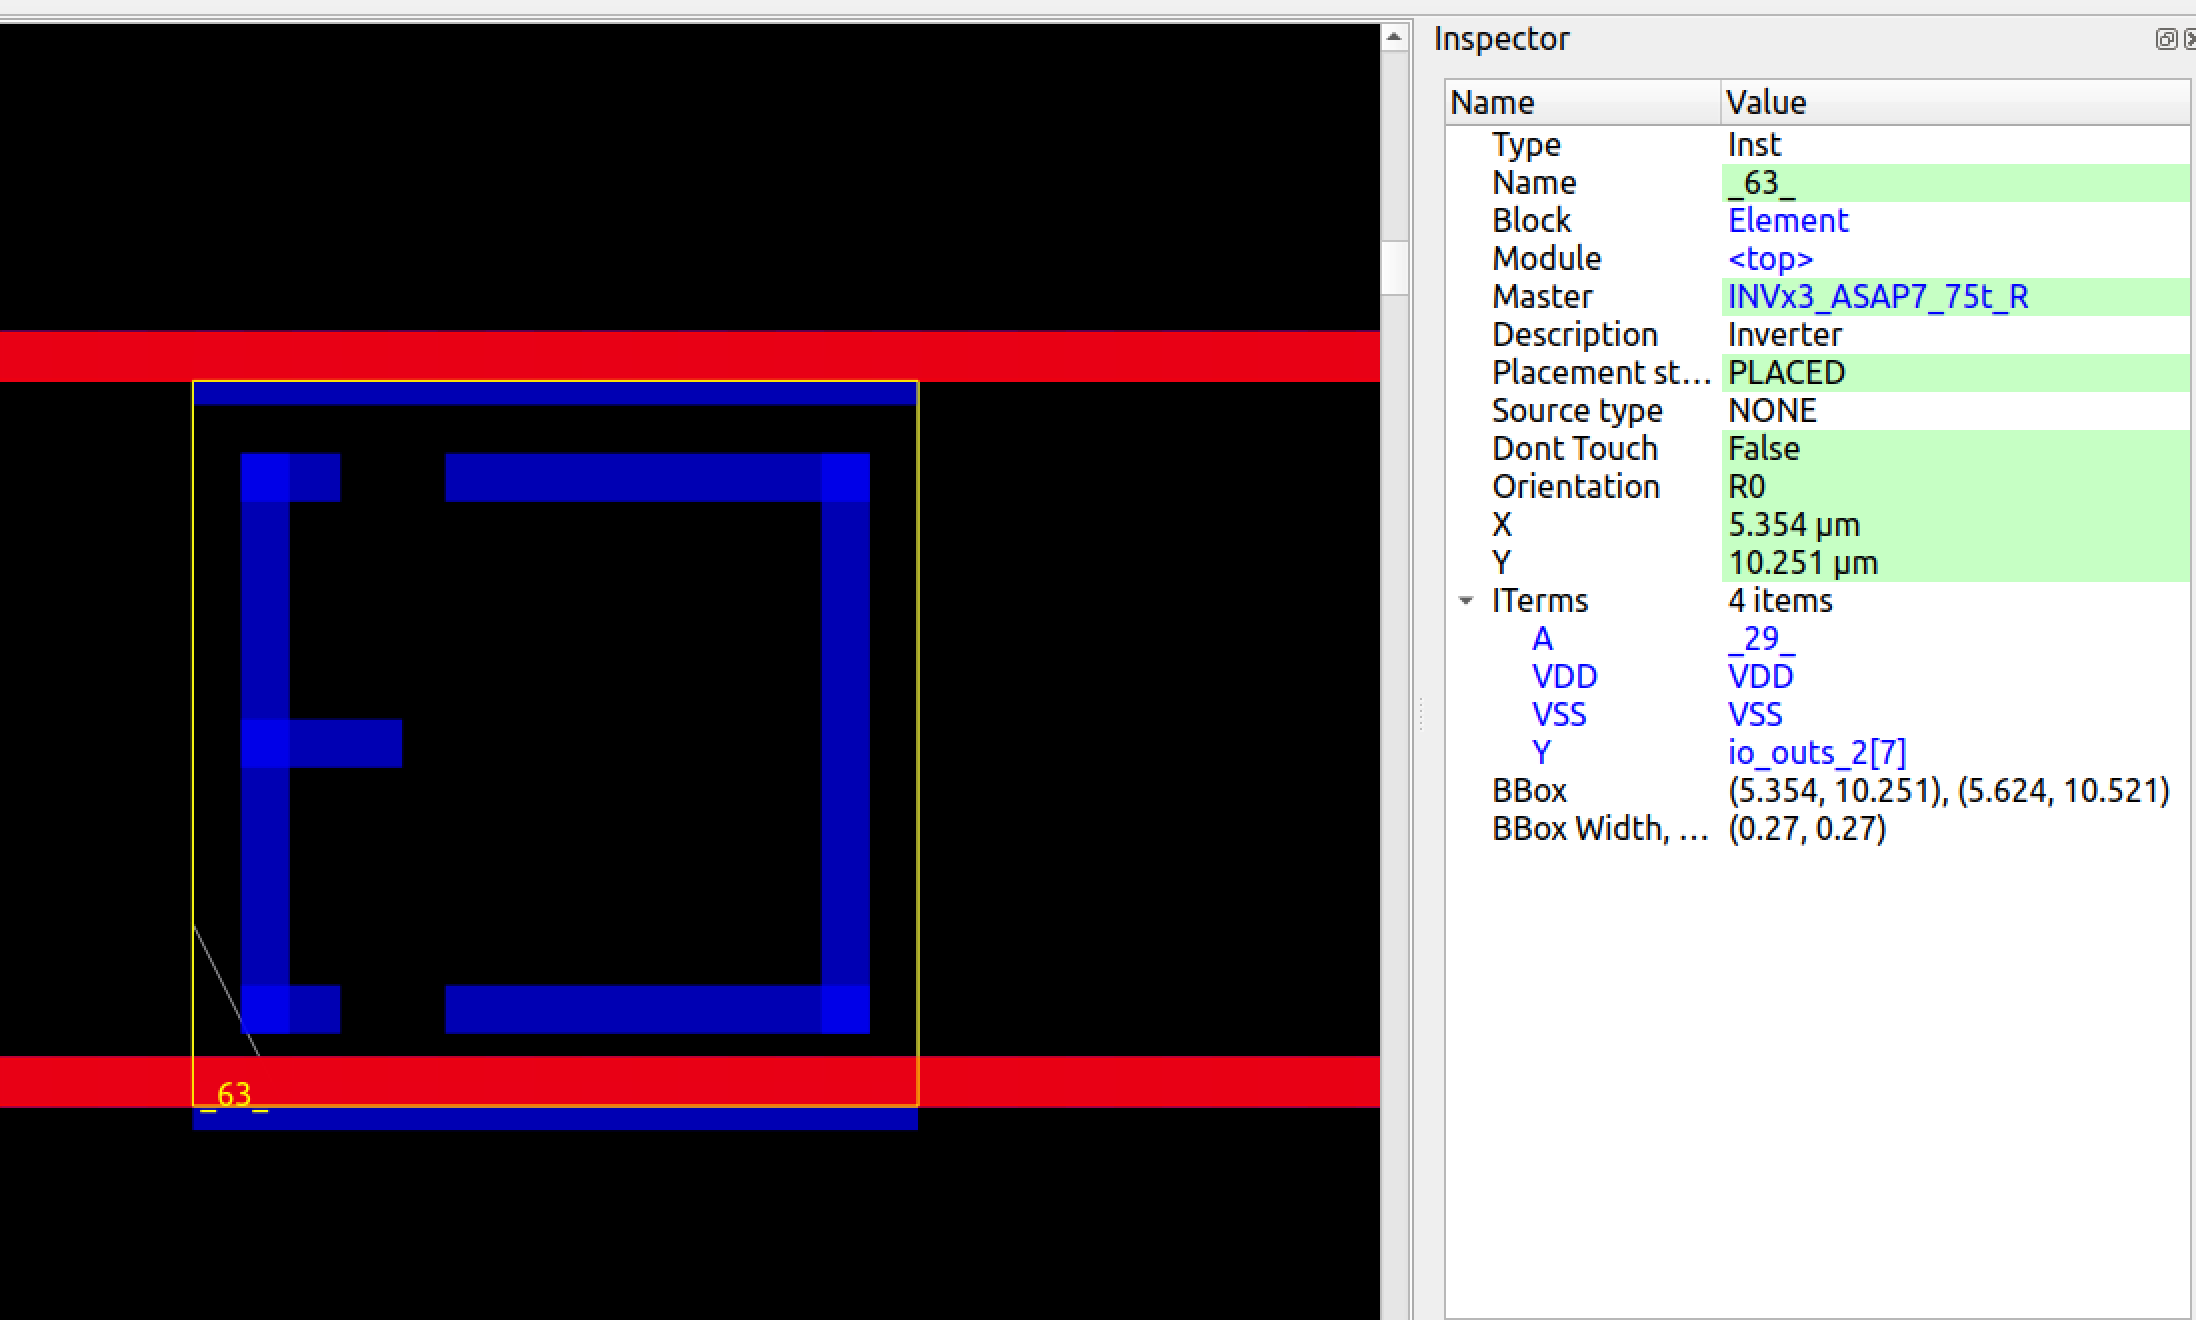 Inspector
Name Value
Type Inst
Name _63_
Block Element
Module <top>
Master INVx3_ASAP7_75t_R
Description Inverter
Placement st... PLACED
Source type NONE
Dont Touch False
Orientation R0
X 5.354 µm
Y 10.251 µm
ITerms 4 items
A _29_
VDD VDD
VSS VSS
Y io_outs_2[7]
BBox (5.354, 10.251), (5.624, 10.521)
BBox Width, ... (0.27, 0.27)
_63_